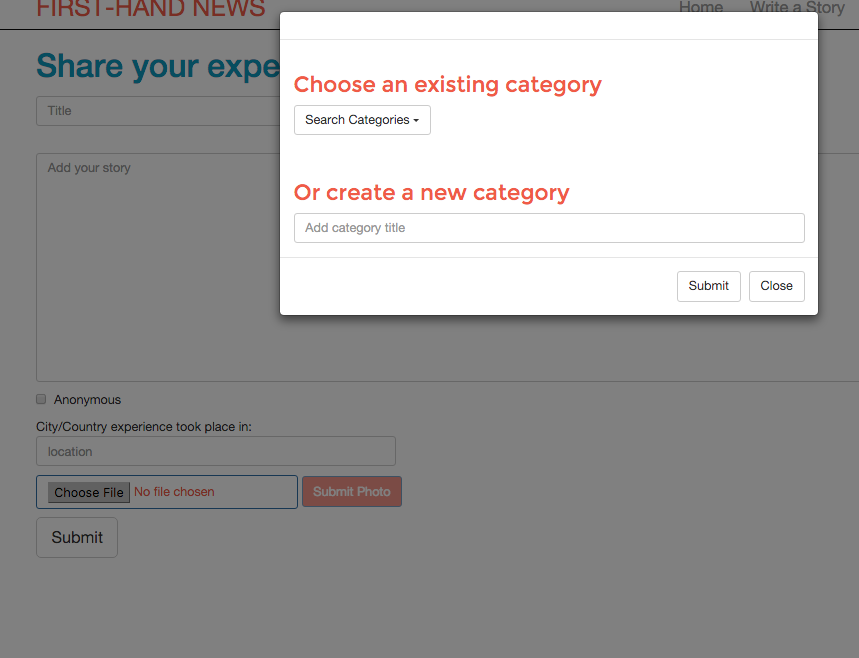 FIRST-HAND NEWS
Home Write a Story
Share your expe
Title
Add your story
Choose an existing category
Search Categories
Or create a new category
Add category title
Submit Close
Anonymous
City/Country experience took place in:
location
Choose File No file chosen Submit Photo
Submit